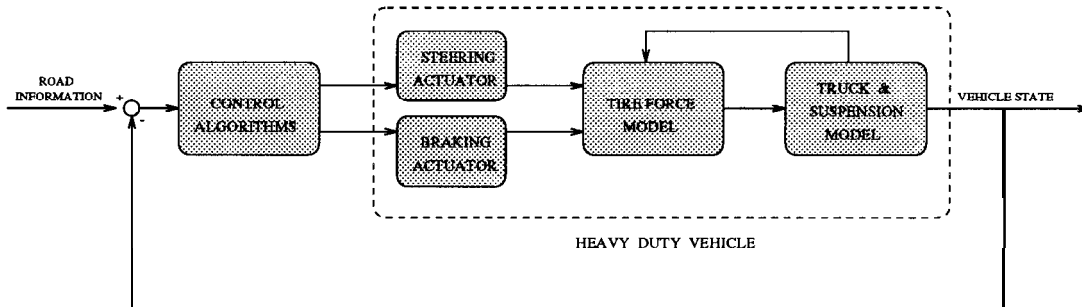 ROAD
INFORMATION
+
-
CONTROL
ALGORITHMS
STEERING
ACTUATOR
BRAKING
ACTUATOR
TIRE FORCE
MODEL
TRUCK &
SUSPENSION
MODEL
VEHICLE STATE
HEAVY DUTY VEHICLE